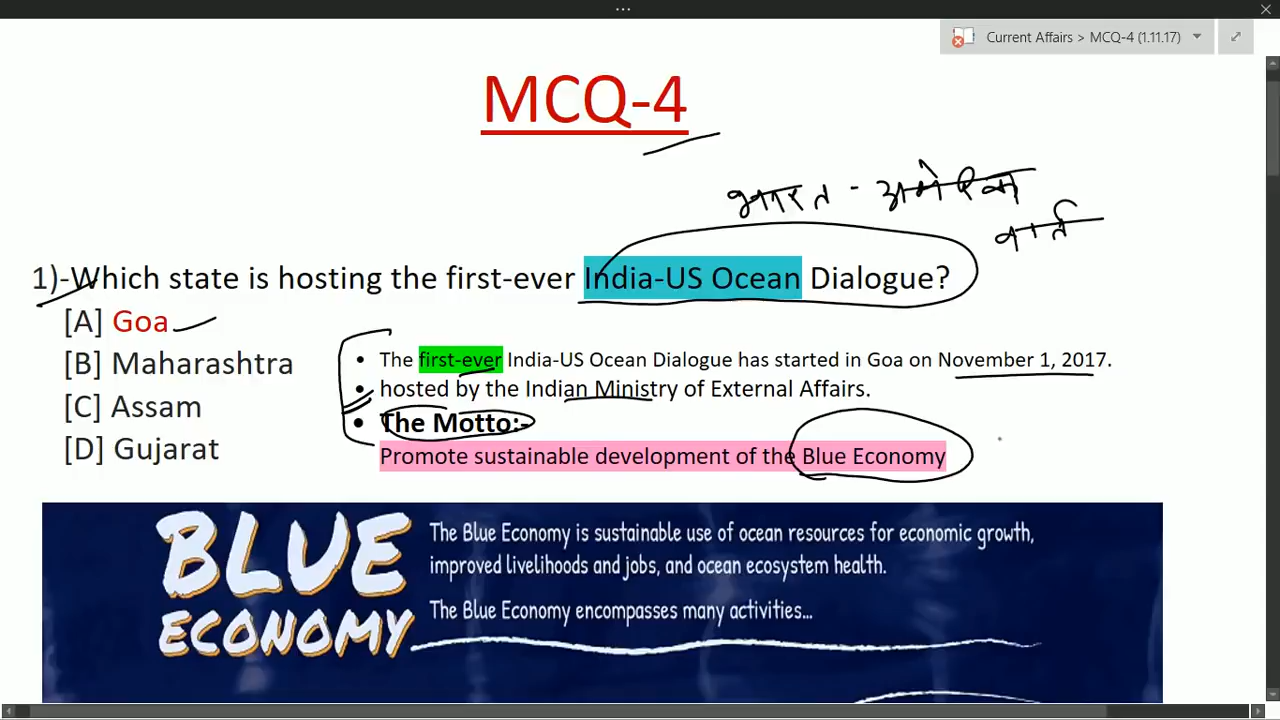 Current Affairs > MCQ-4 (1.11.17)
MCQ-4
भारत - अमेरिका
वार्ता
1)-Which state is hosting the first-ever India-US Ocean Dialogue?
[A] Goa
[B] Maharashtra
[C] Assam
[D] Gujarat
• The first-ever India-US Ocean Dialogue has started in Goa on November 1, 2017.
• hosted by the Indian Ministry of External Affairs.
• The Motto:-
Promote sustainable development of the Blue Economy
BLUE
ECONOMY
The Blue Economy is sustainable use of ocean resources for economic growth,
improved livelihoods and jobs, and ocean ecosystem health.
The Blue Economy encompasses many activities...